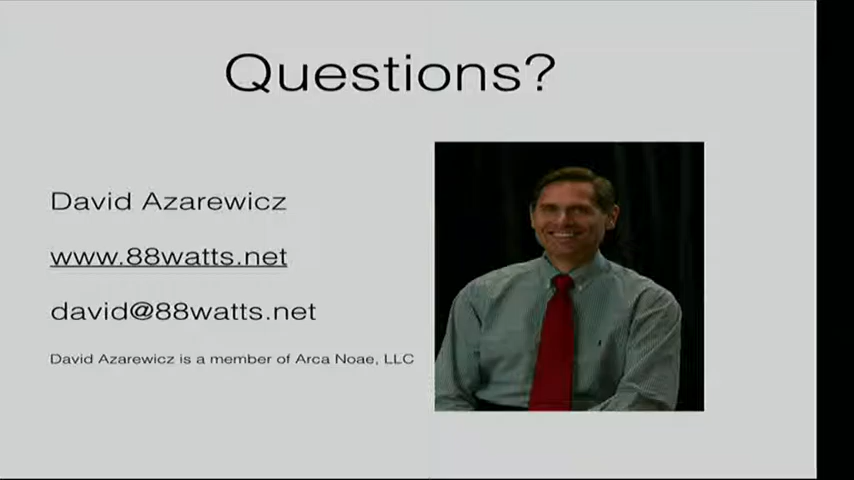 Questions?
David Azarewicz
www.88watts.net
david@88watts.net
David Azarewicz is a member of Arca Noae, LLC